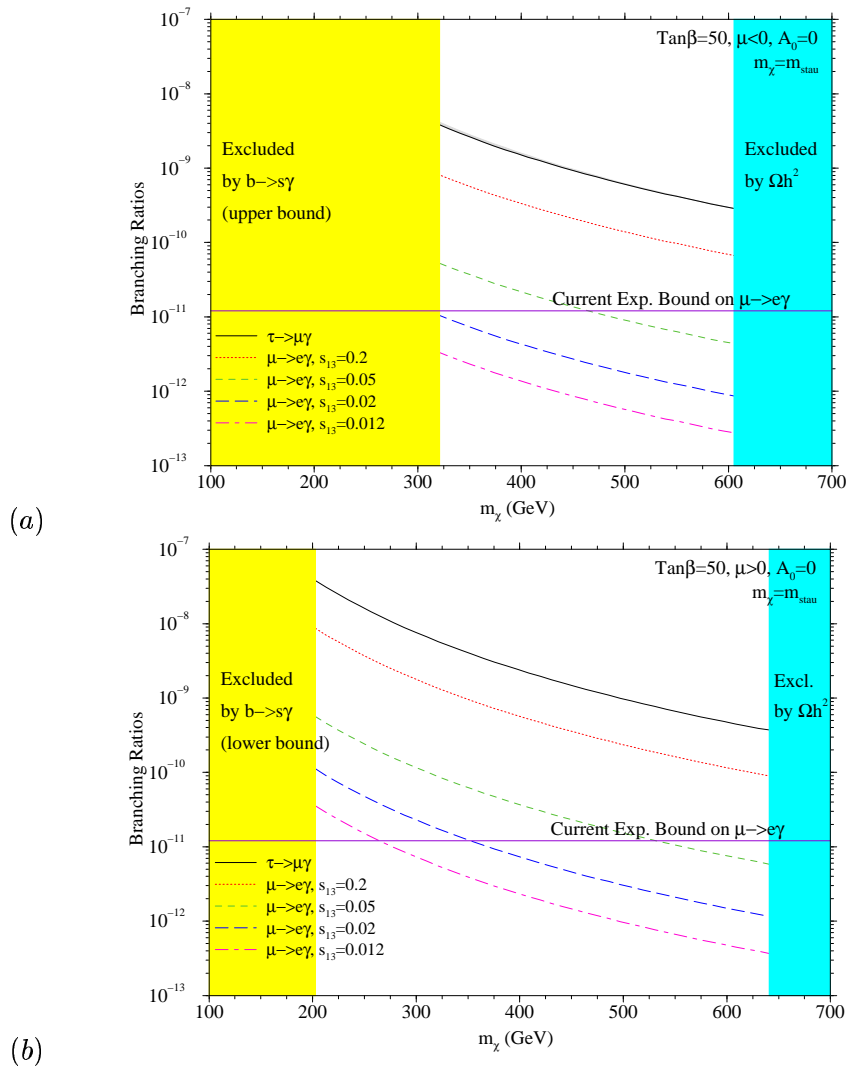 10⁻⁷
Tanβ=50, μ<0, A₀=0
mχ=mstau
10⁻⁸
Excluded
by b−>sγ
(upper bound)
Excluded
by Ωh²
10⁻⁹
10⁻¹⁰
Branching Ratios
Current Exp. Bound on μ−>eγ
10⁻¹¹
τ−>μγ
μ−>eγ, s₁₃=0.2
μ−>eγ, s₁₃=0.05
μ−>eγ, s₁₃=0.02
μ−>eγ, s₁₃=0.012
10⁻¹²
10⁻¹³
100 200 300 400 500 600 700
mχ (GeV)
(a)
10⁻⁷
Tanβ=50, μ>0, A₀=0
mχ=mstau
10⁻⁸
Excluded
by b−>sγ
(lower bound)
Excl.
by Ωh²
10⁻⁹
10⁻¹⁰
Branching Ratios
Current Exp. Bound on μ−>eγ
10⁻¹¹
τ−>μγ
μ−>eγ, s₁₃=0.2
μ−>eγ, s₁₃=0.05
μ−>eγ, s₁₃=0.02
μ−>eγ, s₁₃=0.012
10⁻¹²
10⁻¹³
100 200 300 400 500 600 700
mχ (GeV)
(b)